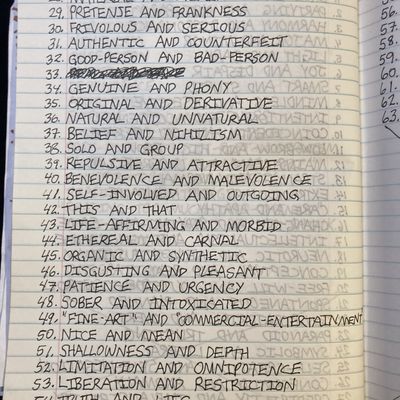 29. PRETENSE AND FRANKNESS
30. FRIVOLOUS AND SERIOUS
31. AUTHENTIC AND COUNTERFEIT
32. GOOD-PERSON AND BAD-PERSON
33.
34. GENUINE AND PHONY
35. ORIGINAL AND DERIVATIVE
36. NATURAL AND UNNATURAL
37. BELIEF AND NIHILISM
38. SOLO AND GROUP
39. REPULSIVE AND ATTRACTIVE
40. BENEVOLENCE AND MALEVOLENCE
41. SELF-INVOLVED AND OUTGOING
42. THIS AND THAT
43. LIFE-AFFIRMING AND MORBID
44. ETHEREAL AND CARNAL
45. ORGANIC AND SYNTHETIC
46. DISGUSTING AND PLEASANT
47. PATIENCE AND URGENCY
48. SOBER AND INTOXICATED
49. "FINE-ART" AND "COMMERCIAL-ENTERTAINMENT
50. NICE AND MEAN
51. SHALLOWNESS AND DEPTH
52. LIMITATION AND OMNIPOTENCE
53. LIBERATION AND RESTRICTION
54. TRUTH AND LIES
56.
57.
58.
59.
60.
61.
62.
63.